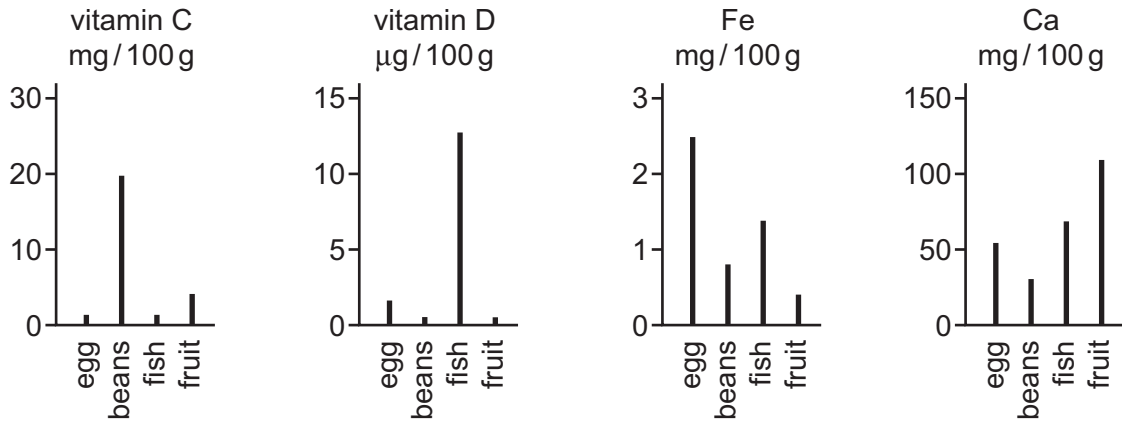 vitamin C
mg / 100 g
30
20
10
0
egg
beans
fish
fruit
vitamin D
μg / 100 g
15
10
5
0
egg
beans
fish
fruit
Fe
mg / 100 g
3
2
1
0
egg
beans
fish
fruit
Ca
mg / 100 g
150
100
50
0
egg
beans
fish
fruit